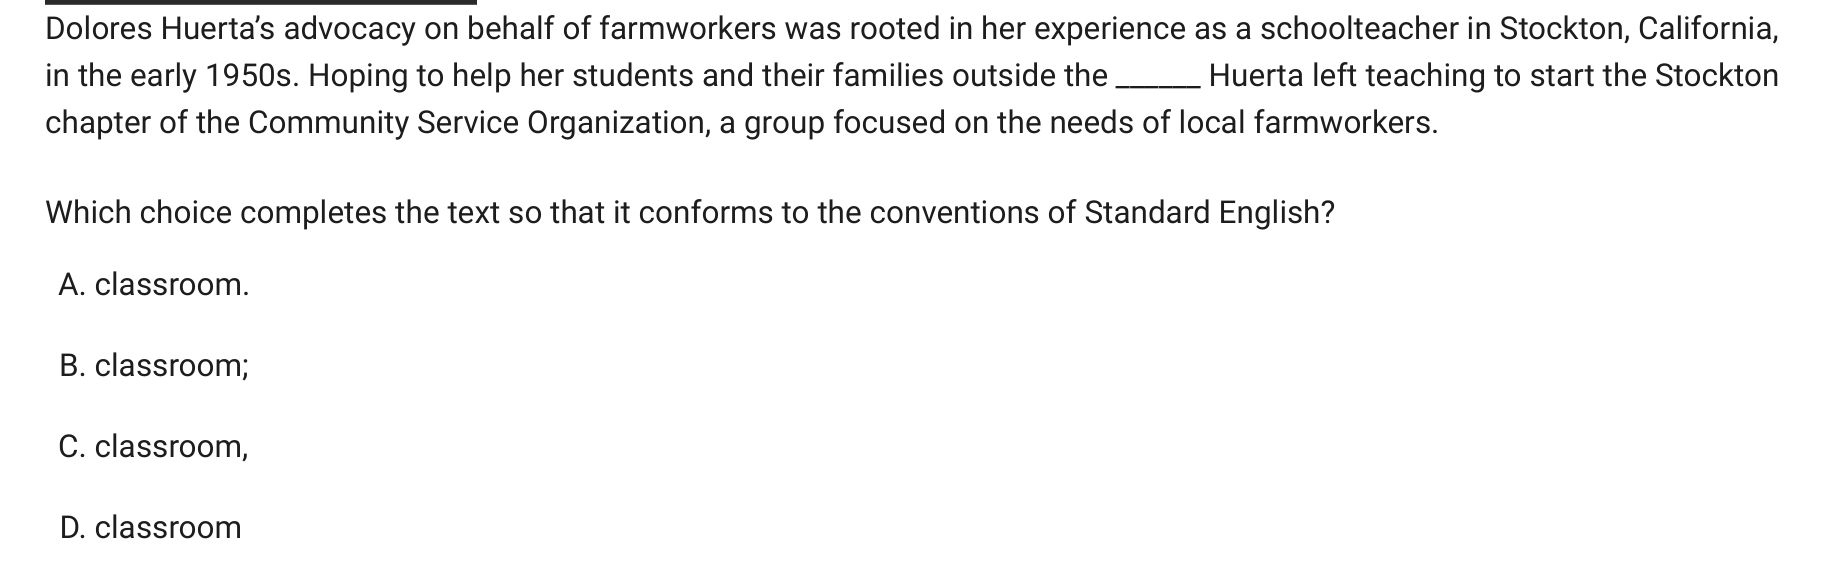 Dolores Huerta’s advocacy on behalf of farmworkers was rooted in her experience as a schoolteacher in Stockton, California,
in the early 1950s. Hoping to help her students and their families outside the ______ Huerta left teaching to start the Stockton
chapter of the Community Service Organization, a group focused on the needs of local farmworkers.
Which choice completes the text so that it conforms to the conventions of Standard English?
A. classroom.
B. classroom;
C. classroom,
D. classroom